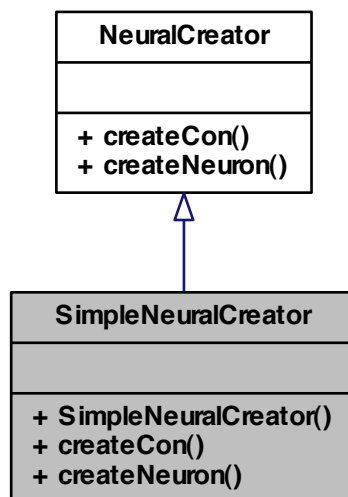 NeuralCreator
+ createCon()
+ createNeuron()
SimpleNeuralCreator
+ SimpleNeuralCreator()
+ createCon()
+ createNeuron()